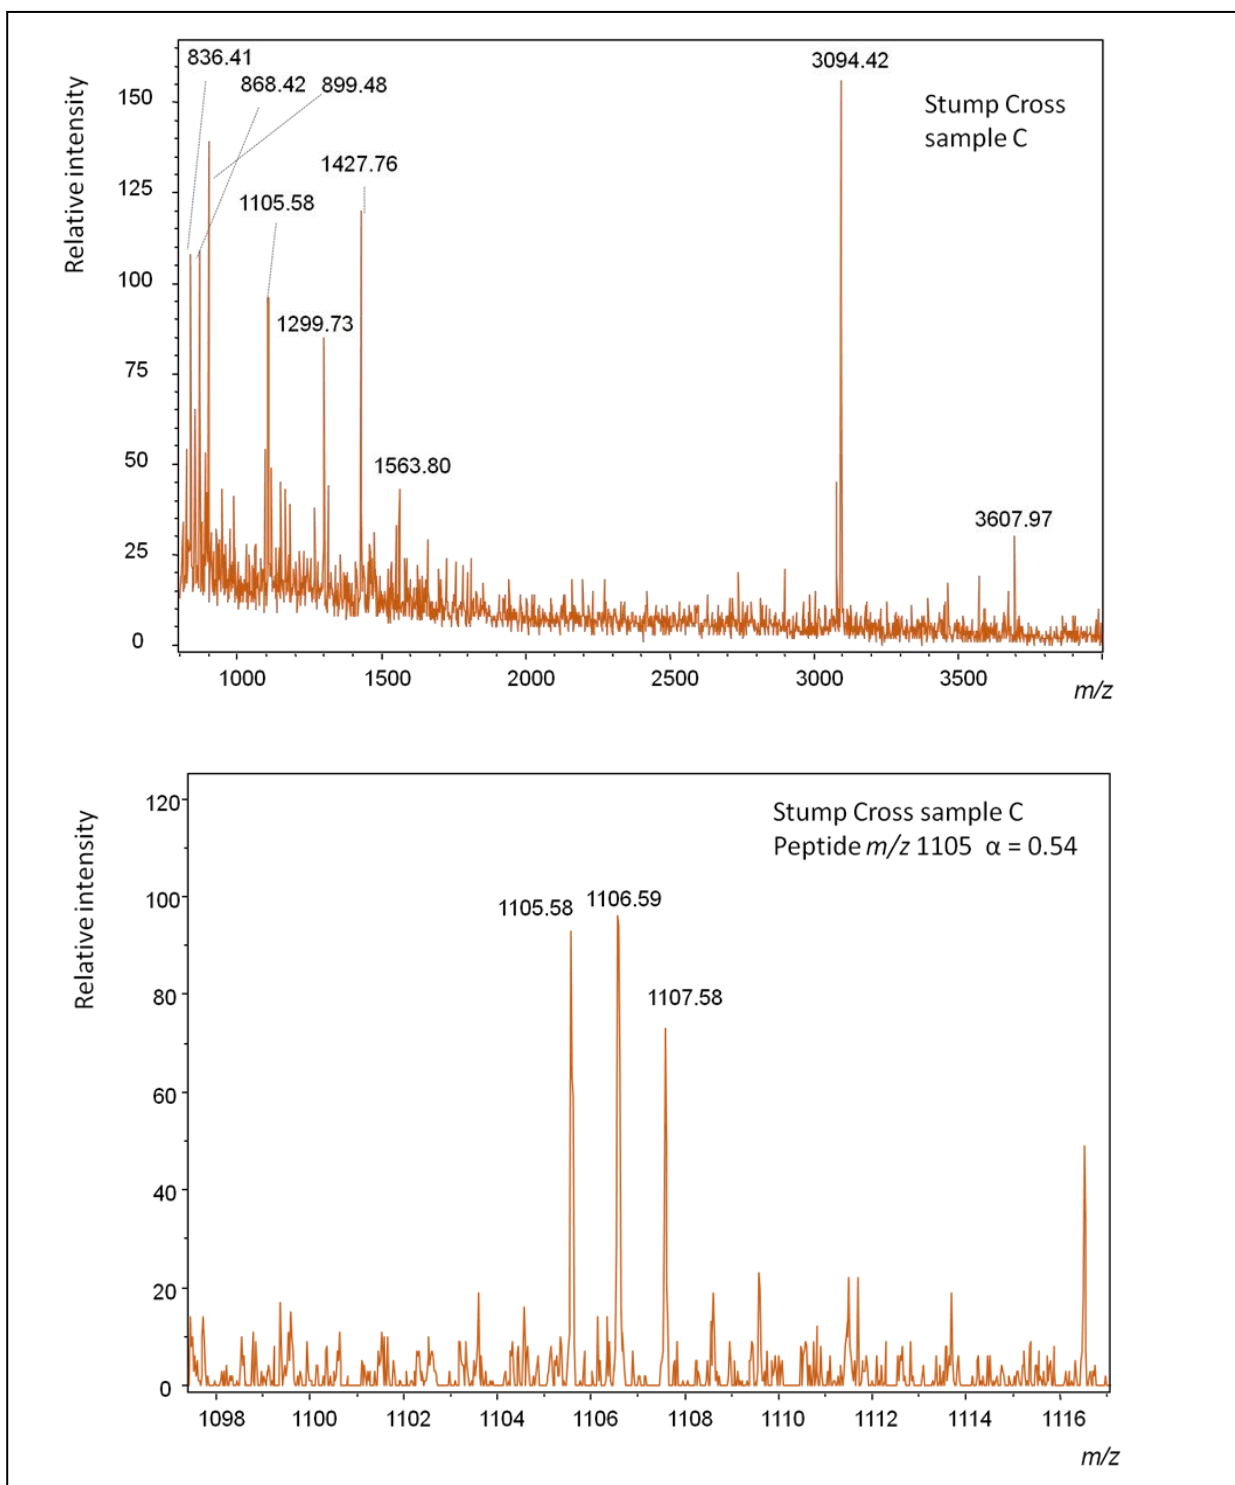 836.41
868.42 899.48
3094.42
150
Stump Cross
sample C
125
1427.76
1105.58
Relative intensity
100
1299.73
75
50
1563.80
3607.97
25
0
1000 1500 2000 2500 3000 3500
m/z
120
Stump Cross sample C
Peptide m/z 1105 α = 0.54
Relative intensity
100
1105.58 1106.59
80
1107.58
60
40
20
0
1098 1100 1102 1104 1106 1108 1110 1112 1114 1116
m/z